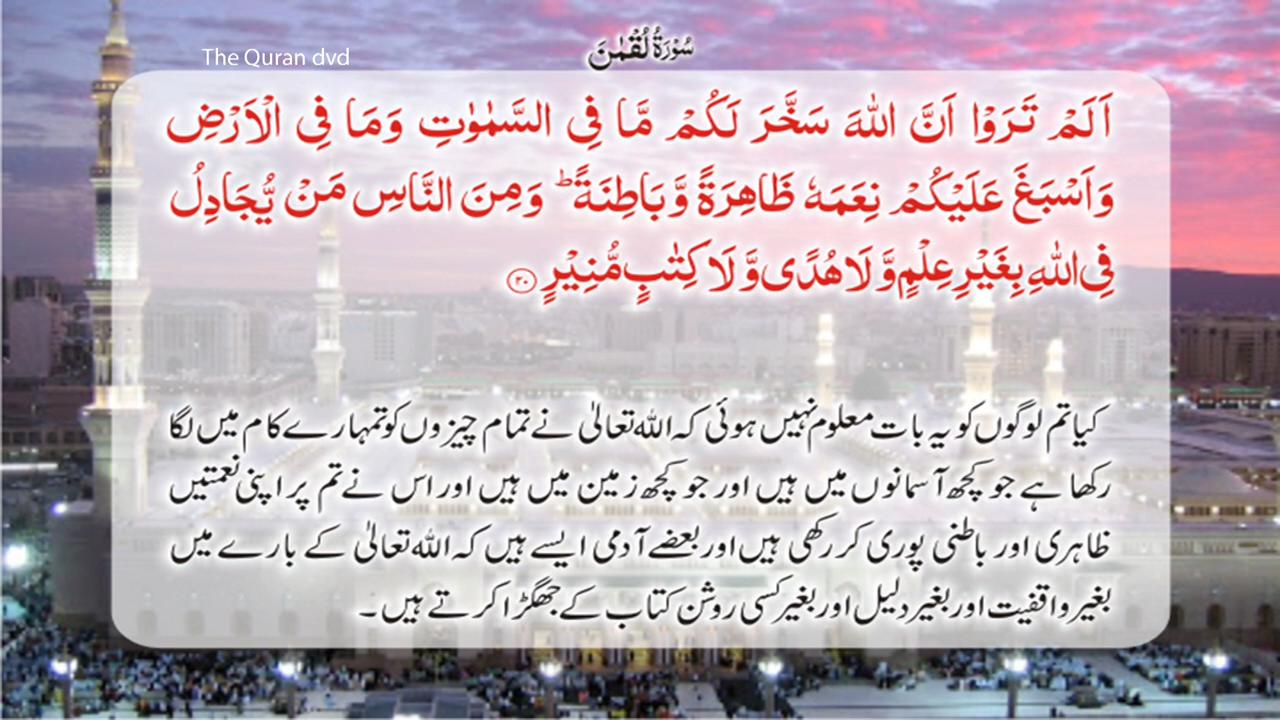 The Quran dvd
سُوْرَةُ لُقْمٰنَ
اَلَمْ تَرَوْا اَنَّ اللّٰهَ سَخَّرَ لَكُمْ مَّا فِی السَّمٰوٰتِ وَمَا فِی الْاَرْضِ
وَاَسْبَغَ عَلَیْكُمْ نِعَمَهٗ ظَاهِرَةً وَّبَاطِنَةً ؕ وَمِنَ النَّاسِ مَنْ یُّجَادِلُ
فِی اللّٰهِ بِغَیْرِ عِلْمٍ وَّلَا هُدًی وَّلَا كِتٰبٍ مُّنِیْرٍ ۲۰
کیا تم لوگوں کو یہ بات معلوم نہیں ہوئی کہ اللہ تعالیٰ نے تمام چیزوں کو تمہارے کام میں لگا
رکھا ہے جو کچھ آسمانوں میں ہیں اور جو کچھ زمین میں ہیں اور اس نے تم پر اپنی نعمتیں
ظاہری اور باطنی پوری کر رکھی ہیں اور بعضے آدمی ایسے ہیں کہ اللہ تعالیٰ کے بارے میں
بغیر واقفیت اور بغیر دلیل اور بغیر کسی روشن کتاب کے جھگڑا کرتے ہیں ۔